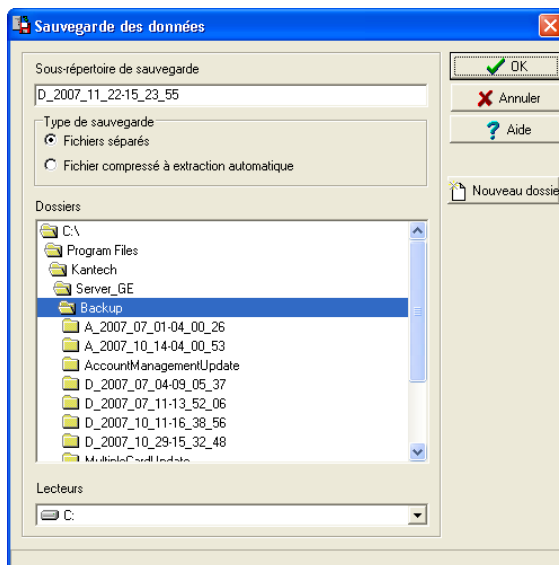 Sauvegarde des données
Sous-répertoire de sauvegarde
D_2007_11_22-15_23_55
Type de sauvegarde
Fichiers séparés
Fichier compressé à extraction automatique
Dossiers
C:\
Program Files
Kantech
Server_GE
Backup
A_2007_07_01-04_00_26
A_2007_10_14-04_00_53
AccountManagementUpdate
D_2007_07_04-09_05_37
D_2007_07_11-13_52_06
D_2007_10_11-16_38_56
D_2007_10_29-15_32_48
MultipleCardUpdate
Lecteurs
C:
OK
Annuler
Aide
Nouveau dossie